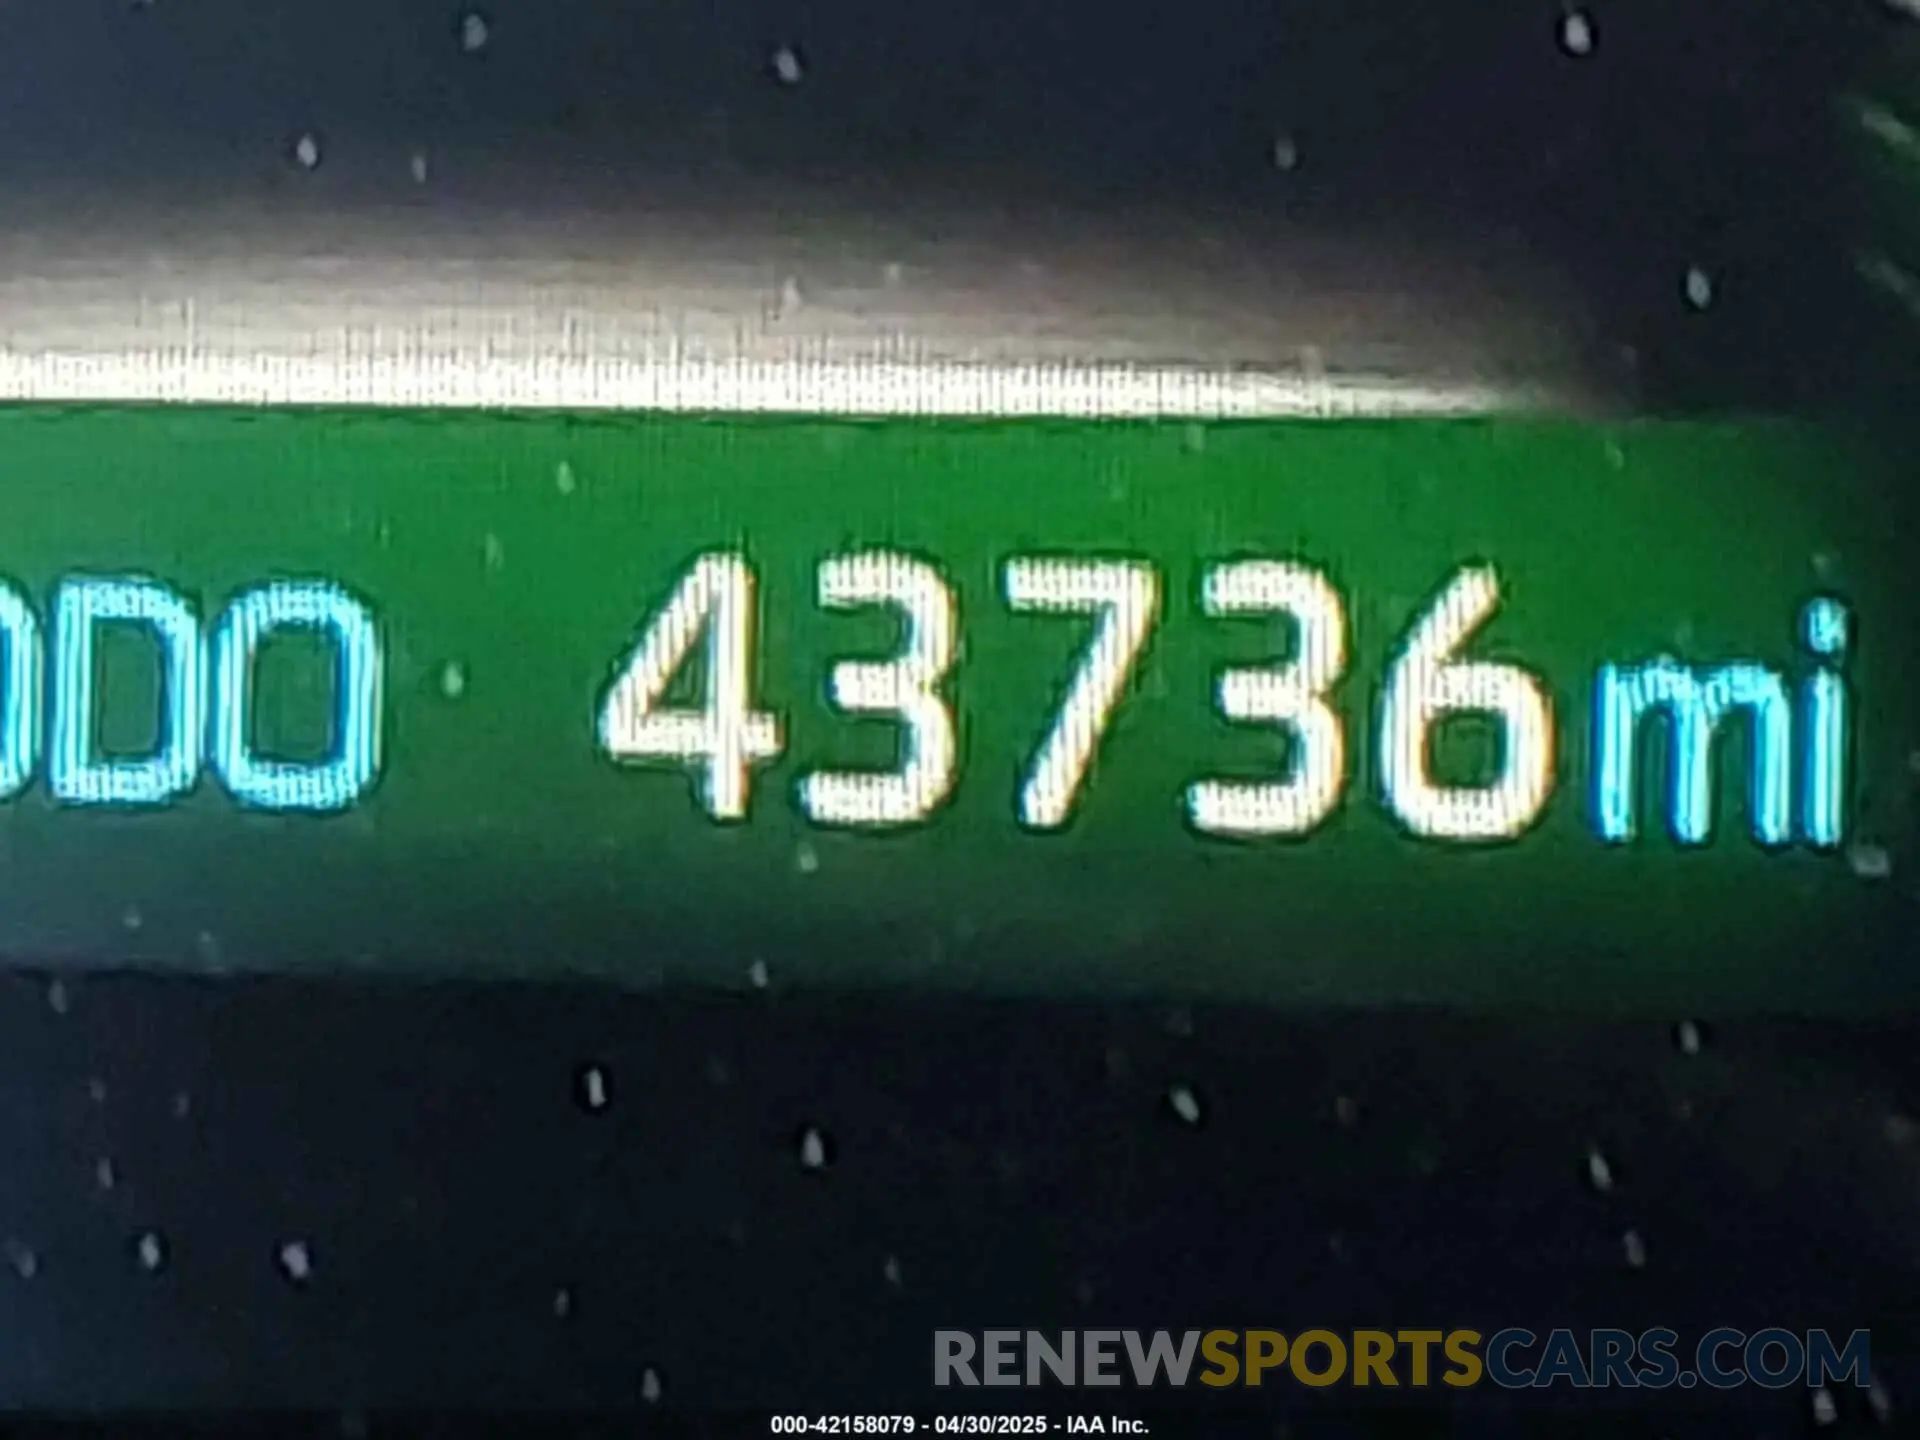 ODO 43736mi
RENEWSPORTSCARS.COM
000-42158079 - 04/30/2025 - IAA Inc.